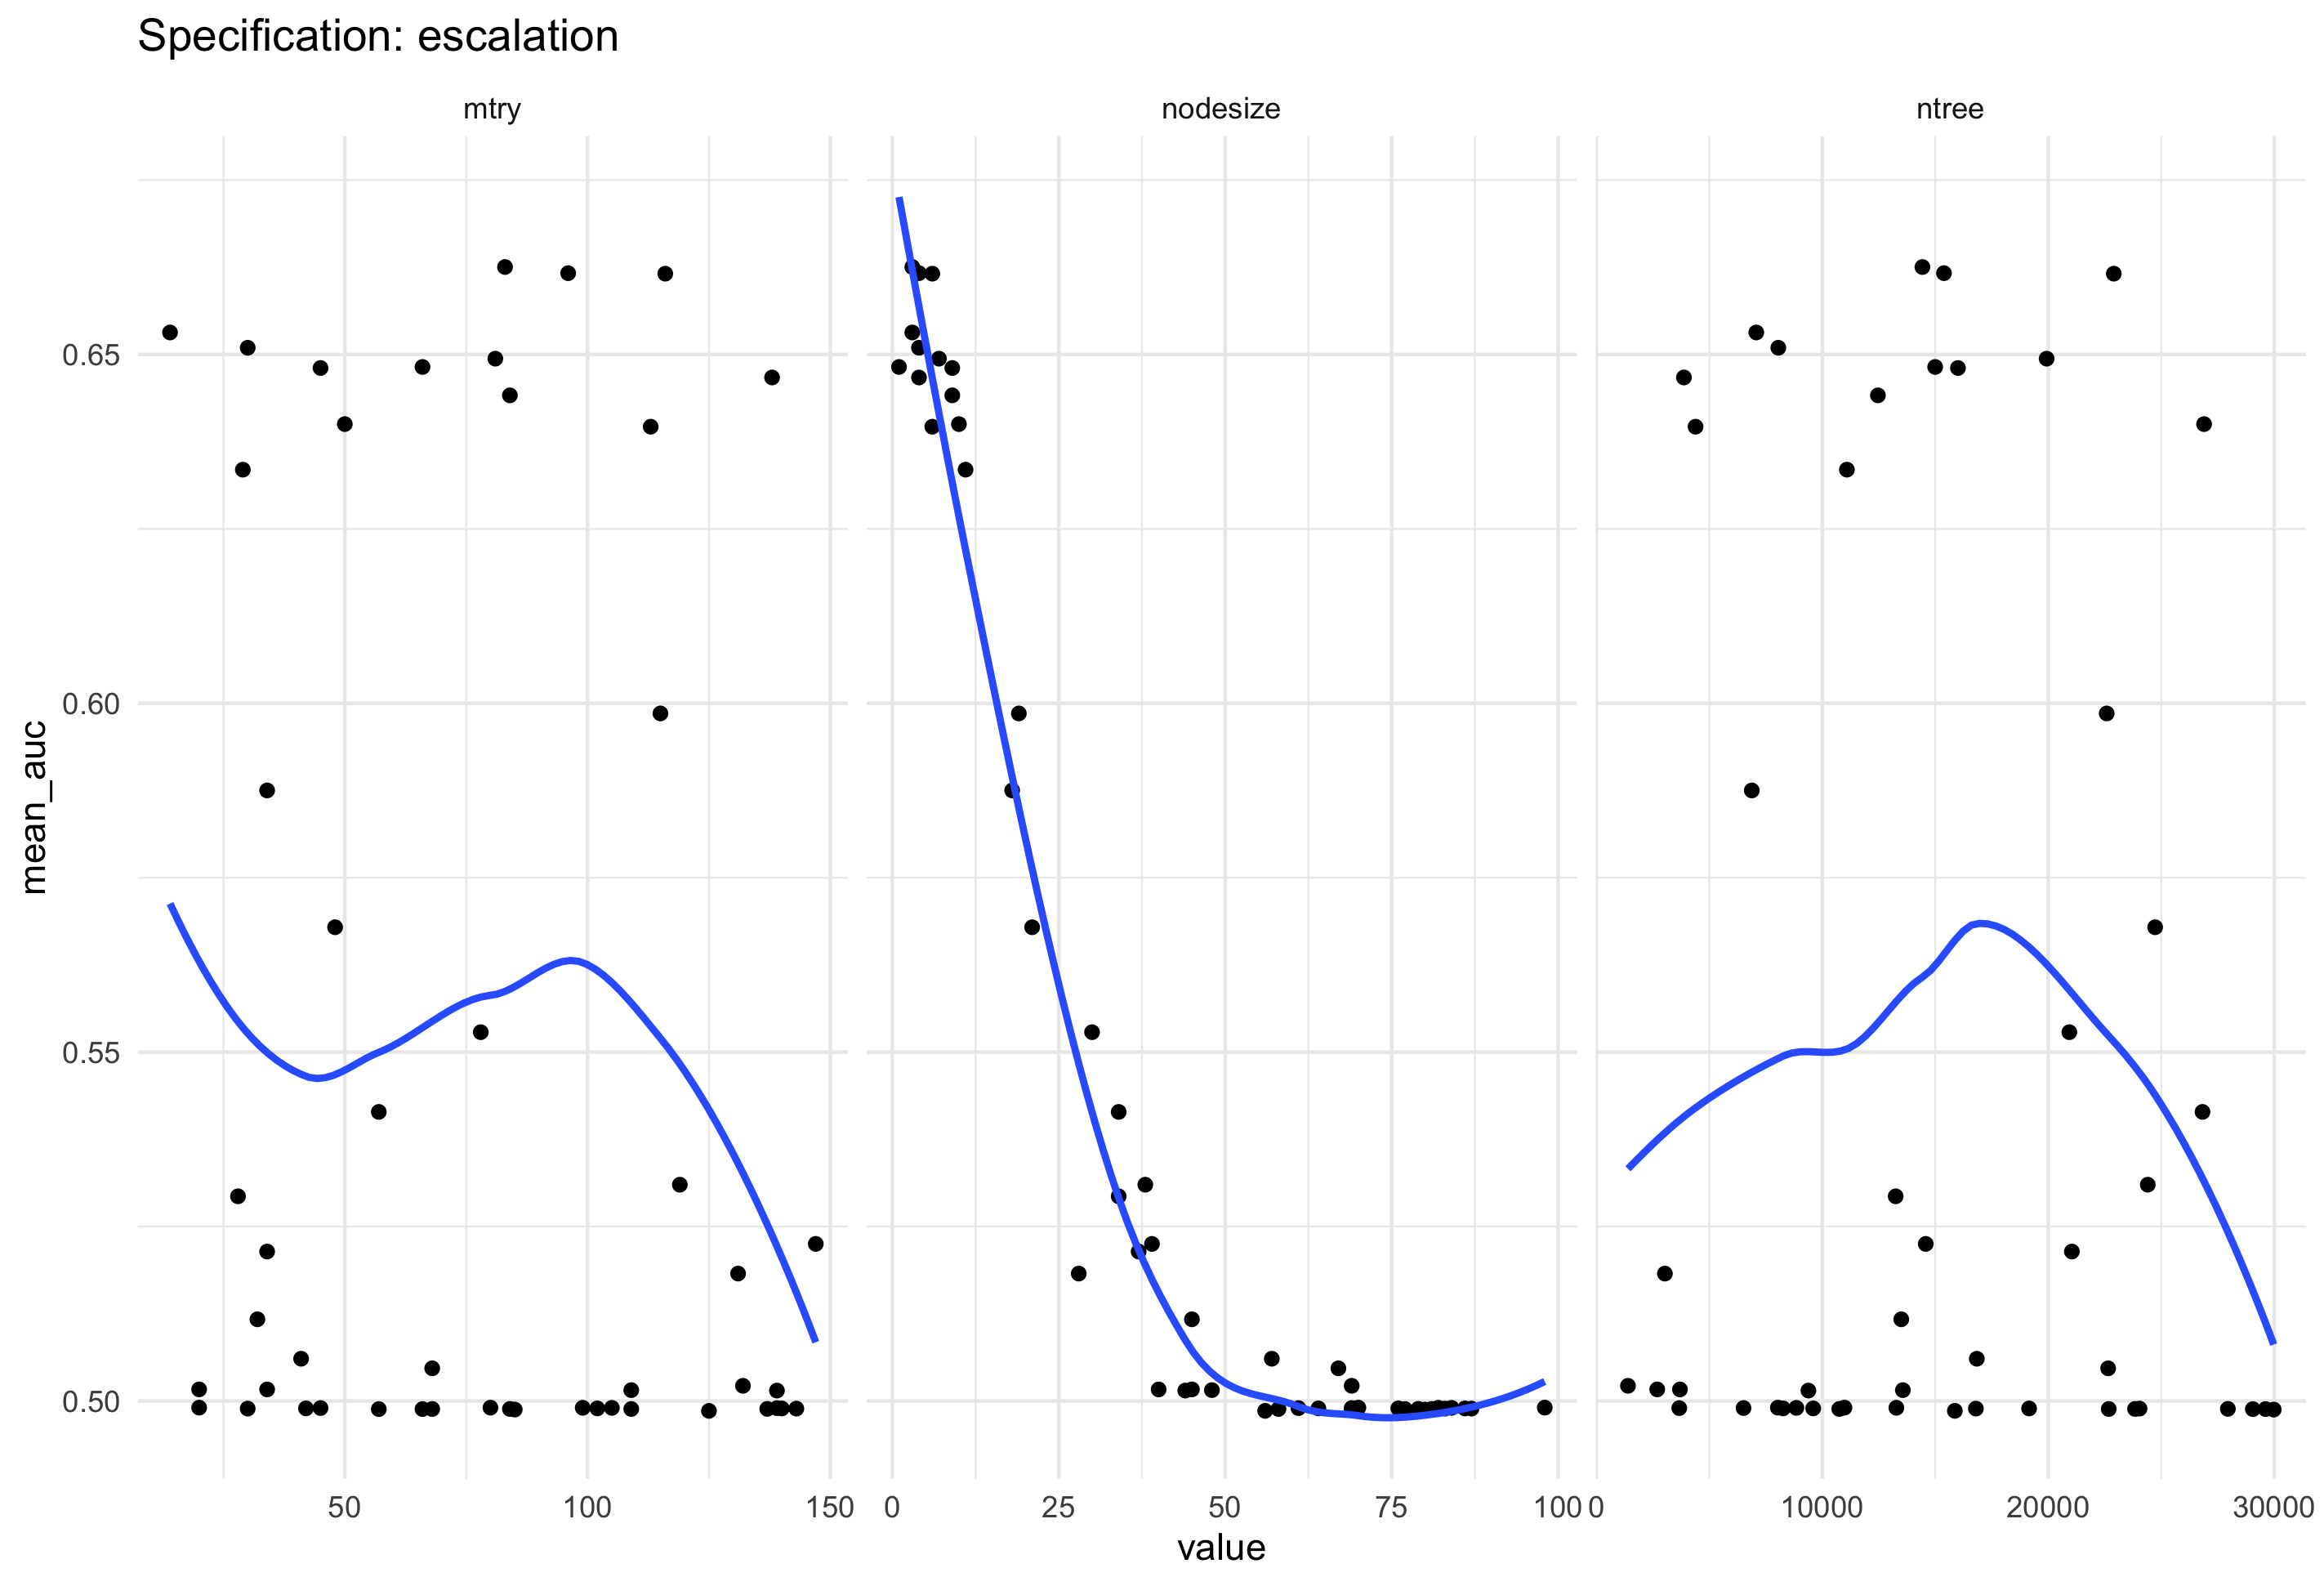 Specification: escalation
mtry nodesize ntree
mean_auc
0.65
0.60
0.55
0.50
50 100 150 0 25 50 75 100 0 10000 20000 30000
value